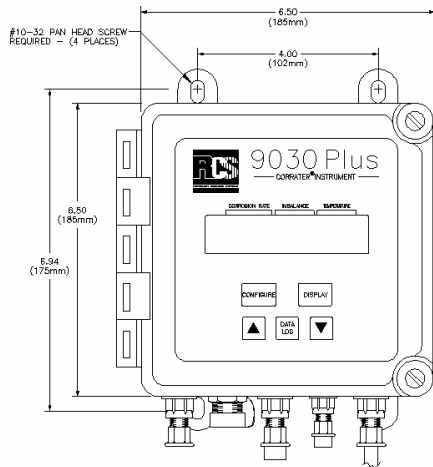 6.50
(185mm)
#10-32 PAN HEAD SCREW
REQUIRED - (4 PLACES)
4.00
(102mm)
RCS
9030 Plus
CORRATER® INSTRUMENT
CORROSION RATE IMBALANCE TEMPERATURE
6.50
(185mm)
6.94
(175mm)
CONFIGURE DISPLAY
DATA
LOG